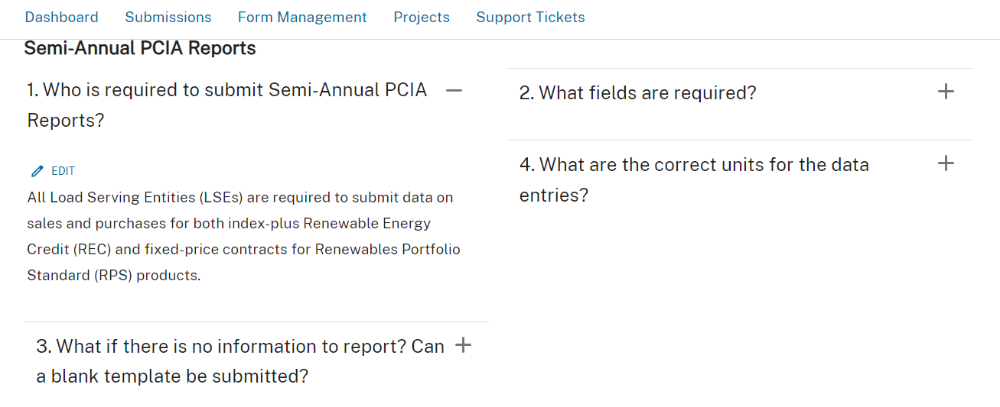 Dashboard Submissions Form Management Projects Support Tickets
Semi-Annual PCIA Reports
1. Who is required to submit Semi-Annual PCIA
Reports?
EDIT
All Load Serving Entities (LSEs) are required to submit data on
sales and purchases for both index-plus Renewable Energy
Credit (REC) and fixed-price contracts for Renewables Portfolio
Standard (RPS) products.
2. What fields are required?
3. What if there is no information to report? Can
a blank template be submitted?
4. What are the correct units for the data
entries?